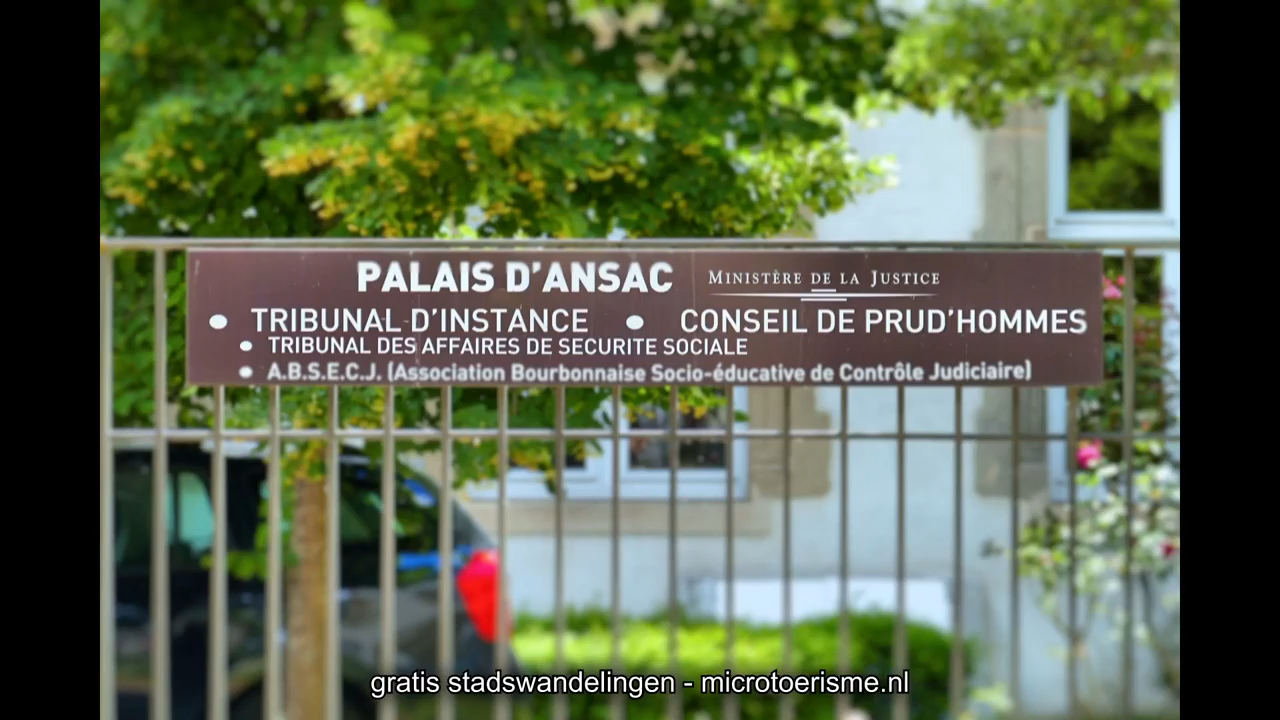 PALAIS D'ANSAC MINISTÈRE DE LA JUSTICE
• TRIBUNAL D'INSTANCE • CONSEIL DE PRUD'HOMMES
• TRIBUNAL DES AFFAIRES DE SECURITE SOCIALE
• A.B.S.E.C.J. (Association Bourbonnaise Socio-éducative de Contrôle Judiciaire)
gratis stadswandelingen - microtoerisme.nl